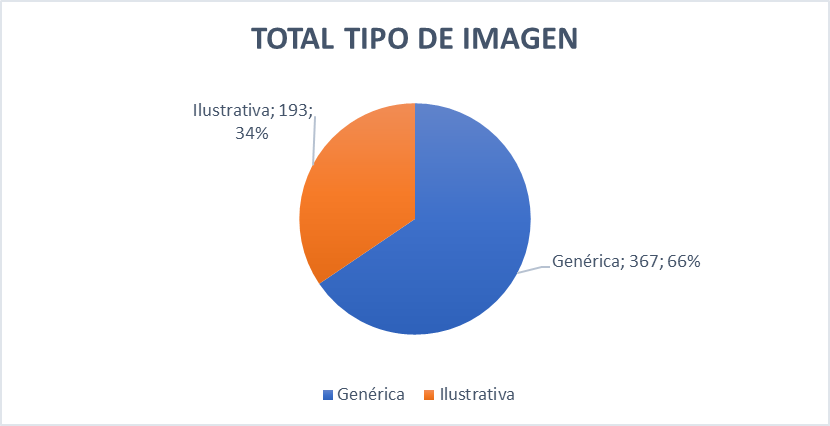 TOTAL TIPO DE IMAGEN
Ilustrativa; 193;
34%
Genérica; 367; 66%
Genérica
Ilustrativa